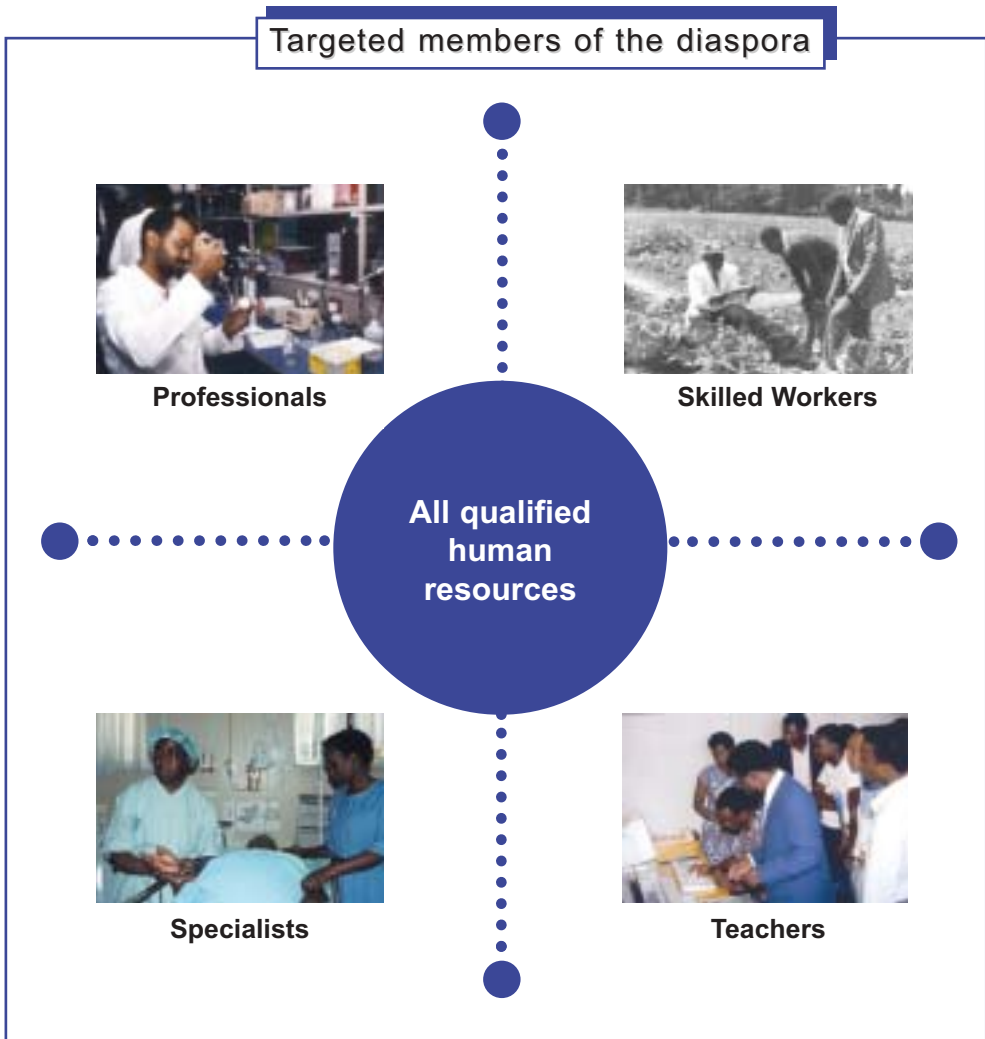 Targeted members of the diaspora
Professionals
Skilled Workers
All qualified
human
resources
Specialists
Teachers